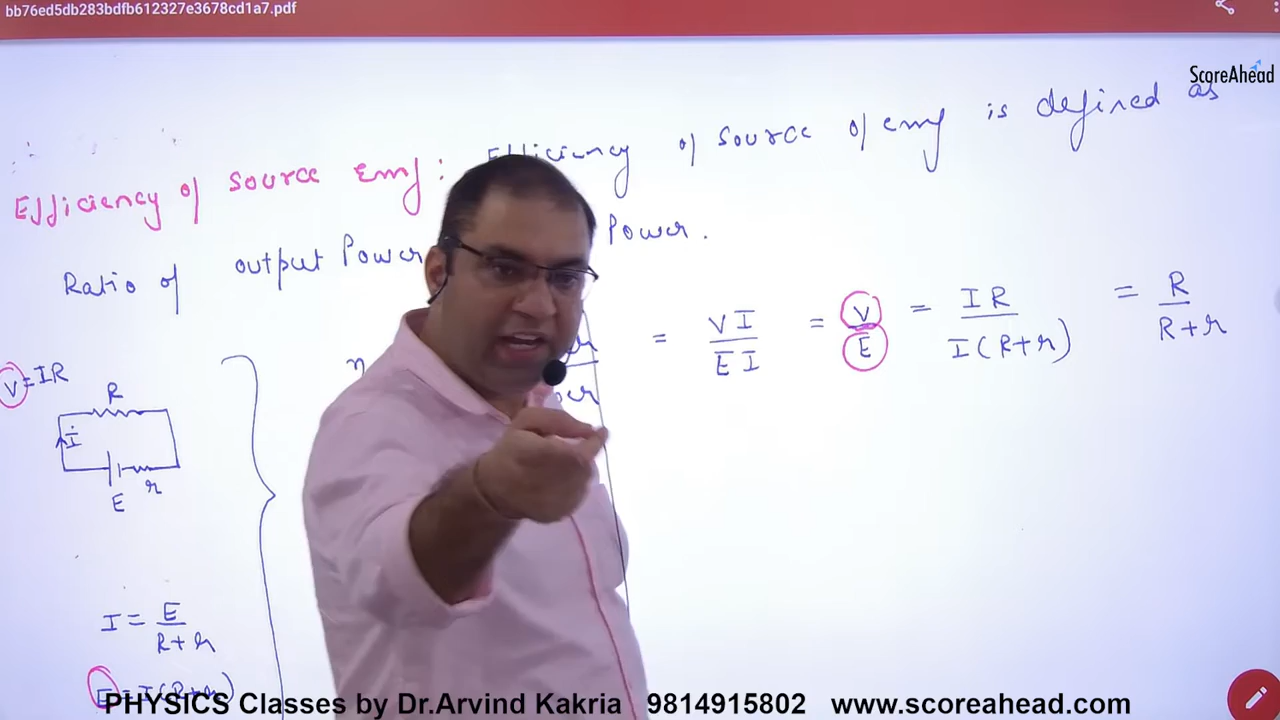 bb76ed5db283bdfb612327e3678cd1a7.pdf
ScoreAhead
Efficiency of source Emf : Efficiency of source of emf is defined as
Ratio of output Power Power.
η = VI / EI = V / E = IR / I(R+r) = R / R+r
V=IR
R
I
E r
I = E / R+r
E = I(R+r)
PHYSICS Classes by Dr.Arvind Kakria 9814915802 www.scoreahead.com